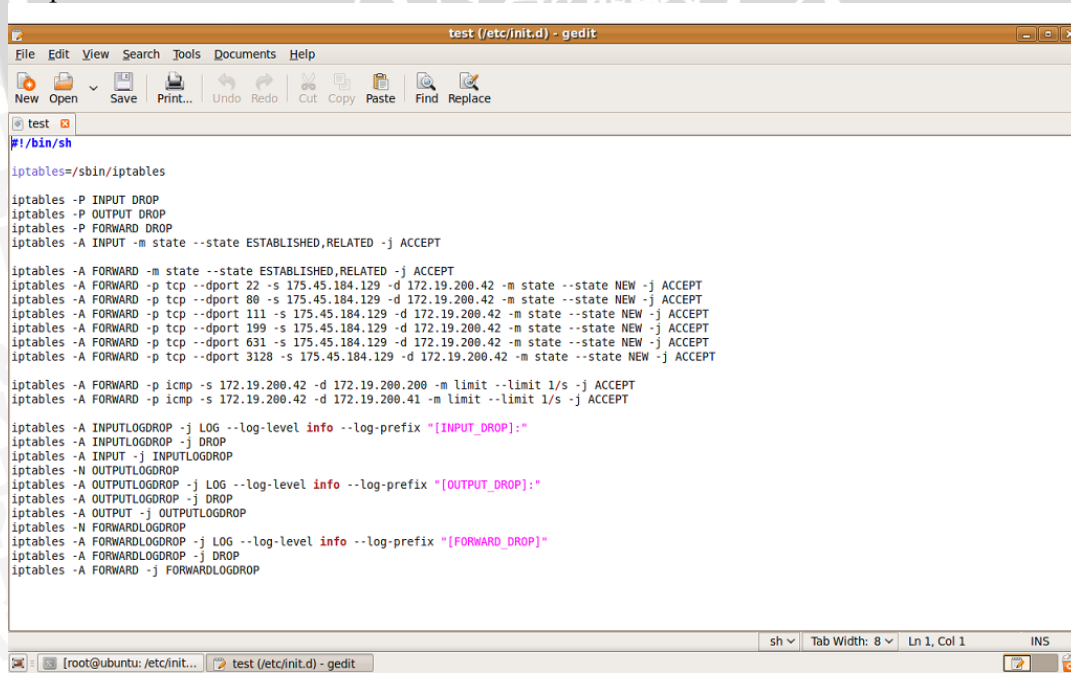 test (/etc/init.d) - gedit
File Edit View Search Tools Documents Help
New Open Save Print... Undo Redo Cut Copy Paste Find Replace
test
#!/bin/sh
iptables=/sbin/iptables
iptables -P INPUT DROP
iptables -P OUTPUT DROP
iptables -P FORWARD DROP
iptables -A INPUT -m state --state ESTABLISHED,RELATED -j ACCEPT
iptables -A FORWARD -m state --state ESTABLISHED,RELATED -j ACCEPT
iptables -A FORWARD -p tcp --dport 22 -s 175.45.184.129 -d 172.19.200.42 -m state --state NEW -j ACCEPT
iptables -A FORWARD -p tcp --dport 80 -s 175.45.184.129 -d 172.19.200.42 -m state --state NEW -j ACCEPT
iptables -A FORWARD -p tcp --dport 111 -s 175.45.184.129 -d 172.19.200.42 -m state --state NEW -j ACCEPT
iptables -A FORWARD -p tcp --dport 199 -s 175.45.184.129 -d 172.19.200.42 -m state --state NEW -j ACCEPT
iptables -A FORWARD -p tcp --dport 631 -s 175.45.184.129 -d 172.19.200.42 -m state --state NEW -j ACCEPT
iptables -A FORWARD -p tcp --dport 3128 -s 175.45.184.129 -d 172.19.200.42 -m state --state NEW -j ACCEPT
iptables -A FORWARD -p icmp -s 172.19.200.42 -d 172.19.200.200 -m limit --limit 1/s -j ACCEPT
iptables -A FORWARD -p icmp -s 172.19.200.42 -d 172.19.200.41 -m limit --limit 1/s -j ACCEPT
iptables -A INPUTLOGDROP -j LOG --log-level info --log-prefix "[INPUT_DROP]:"
iptables -A INPUTLOGDROP -j DROP
iptables -A INPUT -j INPUTLOGDROP
iptables -N OUTPUTLOGDROP
iptables -A OUTPUTLOGDROP -j LOG --log-level info --log-prefix "[OUTPUT_DROP]:"
iptables -A OUTPUTLOGDROP -j DROP
iptables -A OUTPUT -j OUTPUTLOGDROP
iptables -N FORWARDLOGDROP
iptables -A FORWARDLOGDROP -j LOG --log-level info --log-prefix "[FORWARD_DROP]"
iptables -A FORWARDLOGDROP -j DROP
iptables -A FORWARD -j FORWARDLOGDROP
sh Tab Width: 8 Ln 1, Col 1 INS
[root@ubuntu: /etc/init... test (/etc/init.d) - gedit